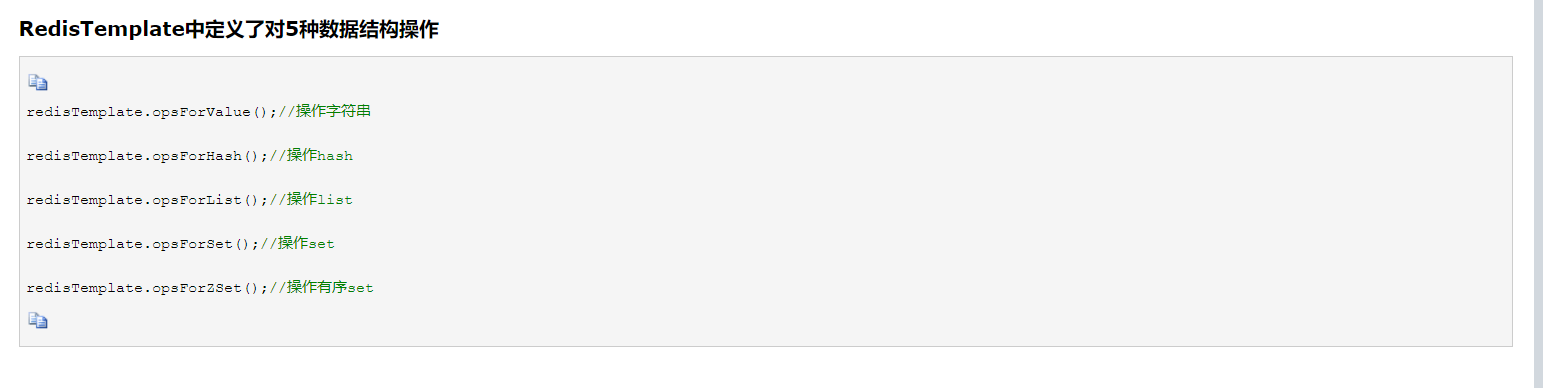 RedisTemplate中定义了对5种数据结构操作
redisTemplate.opsForValue();//操作字符串
redisTemplate.opsForHash();//操作hash
redisTemplate.opsForList();//操作list
redisTemplate.opsForSet();//操作set
redisTemplate.opsForZSet();//操作有序set